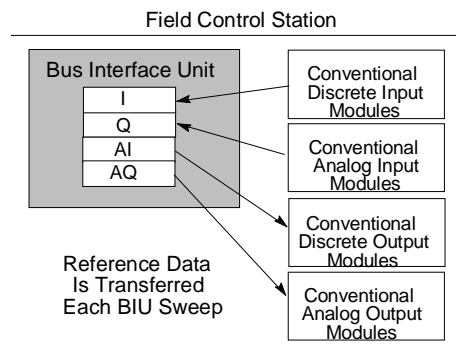 Field Control Station
Bus Interface Unit
I
Q
AI
AQ
Reference Data
Is Transferred
Each BIU Sweep
Conventional
Discrete Input
Modules
Conventional
Analog Input
Modules
Conventional
Discrete Output
Modules
Conventional
Analog Output
Modules